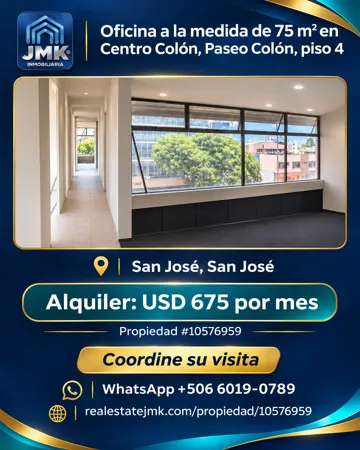 JMK
INMOBILIARIA
Oficina a la medida de 75 m² en
Centro Colón, Paseo Colón, piso 4
San José, San José
Alquiler: USD 675 por mes
Propiedad #10576959
Coordine su visita
WhatsApp +506 6019-0789
realestatejmk.com/propiedad/10576959